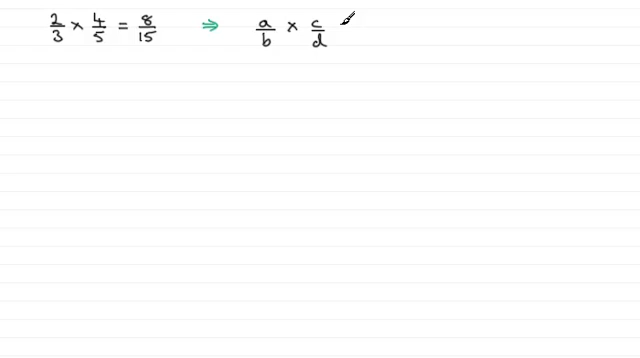 2/3 × 4/5 = 8/15 ⇒ a/b × c/d